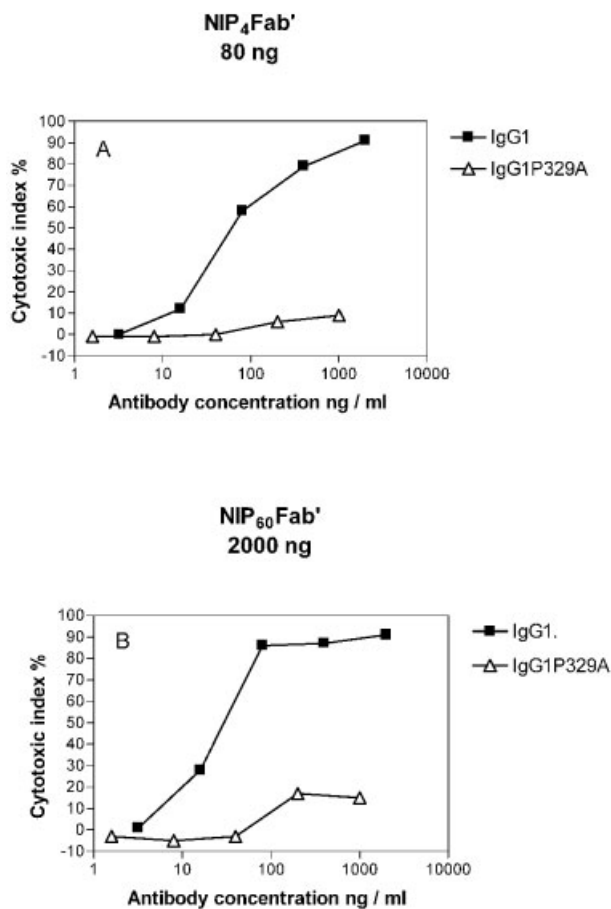 NIP4Fab'
80 ng
100
90
80
70
60
50
40
30
20
10
0
-10
Cytotoxic index %
A
IgG1
IgG1P329A
1 10 100 1000 10000
Antibody concentration ng / ml
NIP60Fab'
2000 ng
100
90
80
70
60
50
40
30
20
10
0
-10
Cytotoxic index %
B
IgG1.
IgG1P329A
1 10 100 1000 10000
Antibody concentration ng / ml